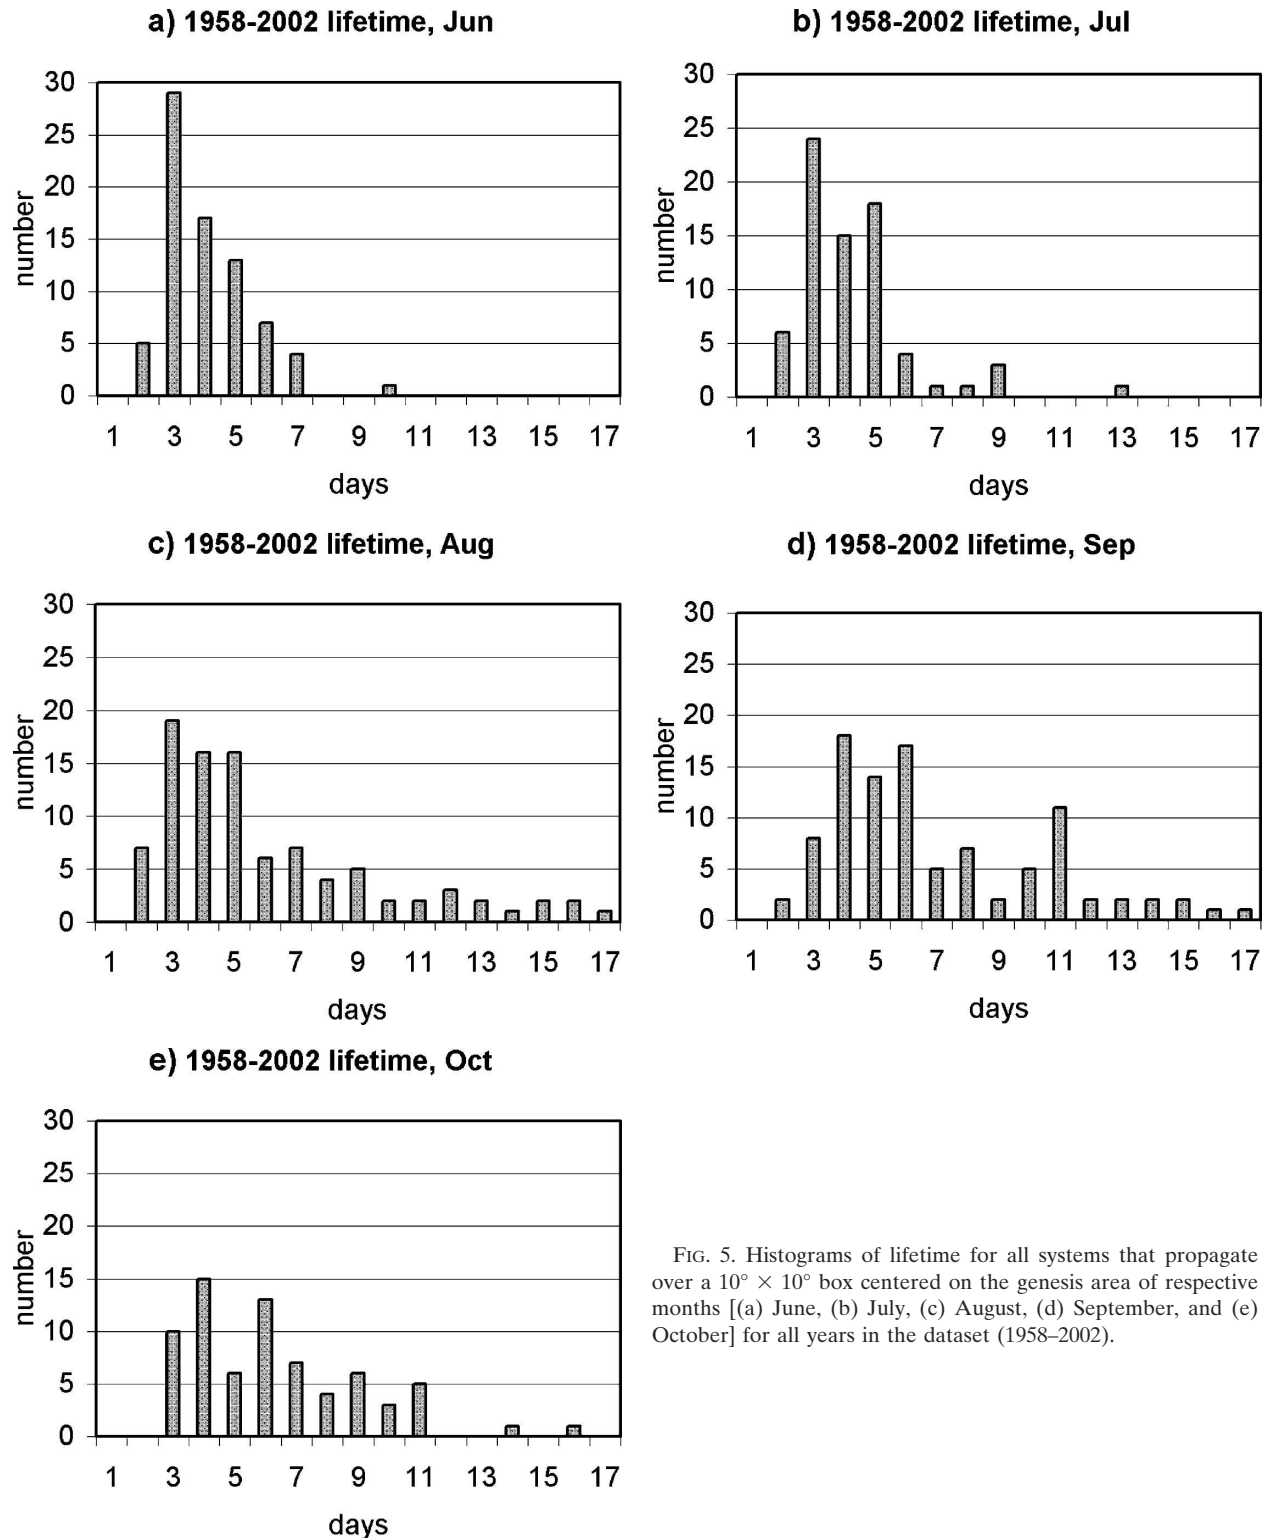 a) 1958-2002 lifetime, Jun
30
25
20
15
10
5
0
number
1 3 5 7 9 11 13 15 17
days
b) 1958-2002 lifetime, Jul
30
25
20
15
10
5
0
number
1 3 5 7 9 11 13 15 17
days
c) 1958-2002 lifetime, Aug
30
25
20
15
10
5
0
number
1 3 5 7 9 11 13 15 17
days
d) 1958-2002 lifetime, Sep
30
25
20
15
10
5
0
number
1 3 5 7 9 11 13 15 17
days
e) 1958-2002 lifetime, Oct
30
25
20
15
10
5
0
number
1 3 5 7 9 11 13 15 17
days
FIG. 5. Histograms of lifetime for all systems that propagate
over a 10° × 10° box centered on the genesis area of respective
months [(a) June, (b) July, (c) August, (d) September, and (e)
October] for all years in the dataset (1958–2002).